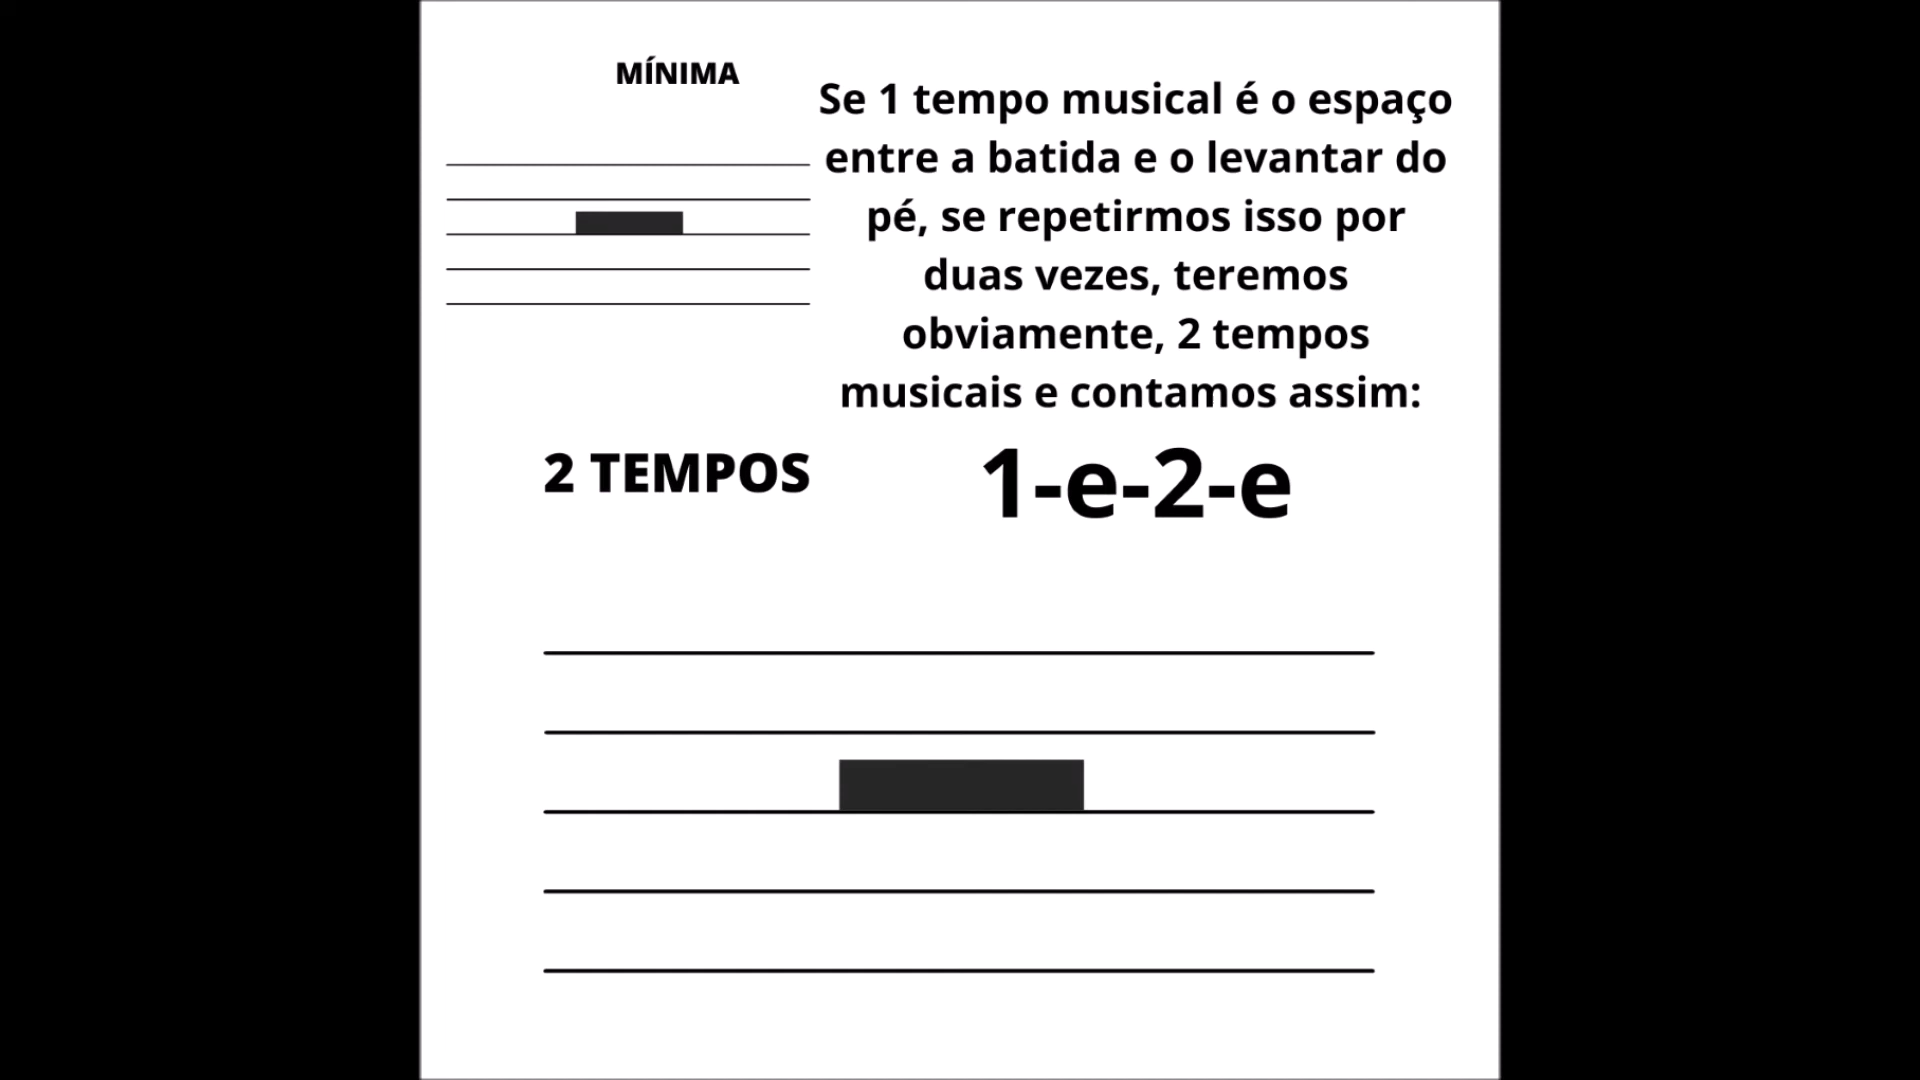 MÍNIMA
Se 1 tempo musical é o espaço
entre a batida e o levantar do
pé, se repetirmos isso por
duas vezes, teremos
obviamente, 2 tempos
musicais e contamos assim:
2 TEMPOS
1-e-2-e